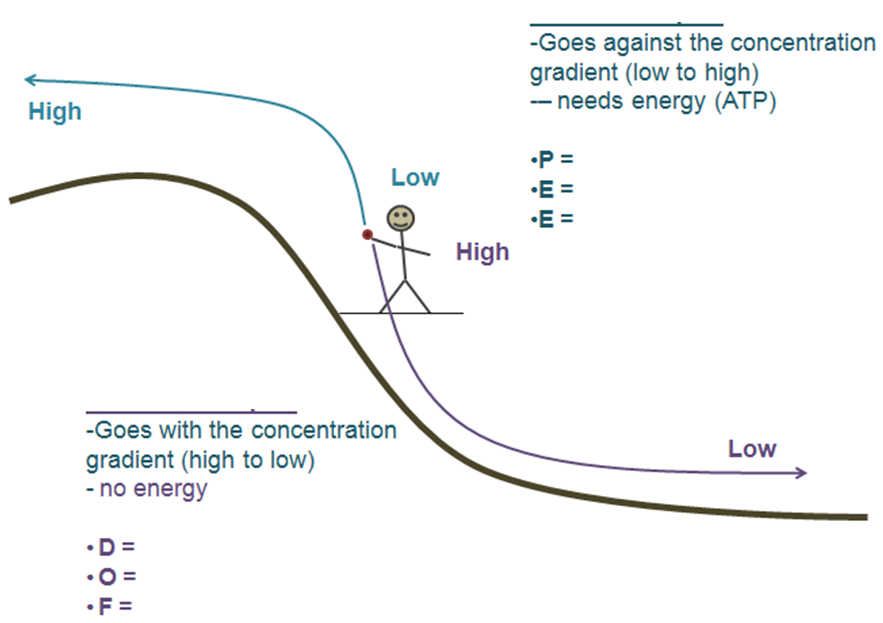 -Goes against the concentration
gradient (low to high)
-– needs energy (ATP)
•P =
•E =
•E =
High
Low
High
-Goes with the concentration
gradient (high to low)
- no energy
•D =
•O =
•F =
Low